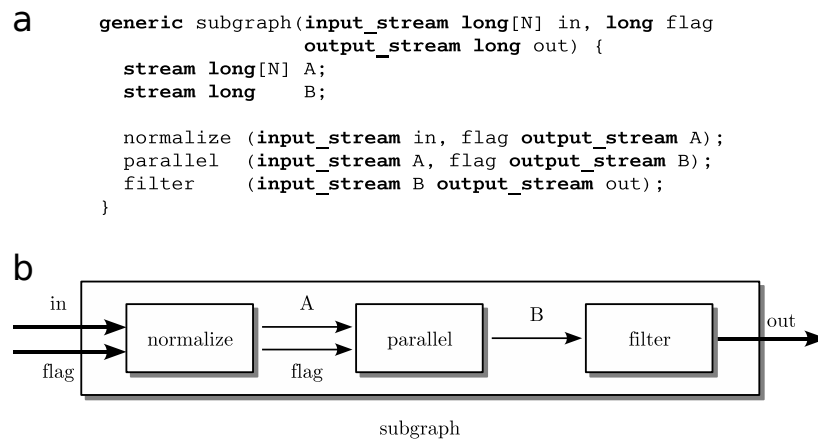 a
generic subgraph(input_stream long[N] in, long flag
output_stream long out) {
stream long[N] A;
stream long B;
normalize (input_stream in, flag output_stream A);
parallel (input_stream A, flag output_stream B);
filter (input_stream B output_stream out);
}
b
in
A
B
out
normalize
parallel
filter
flag
flag
subgraph